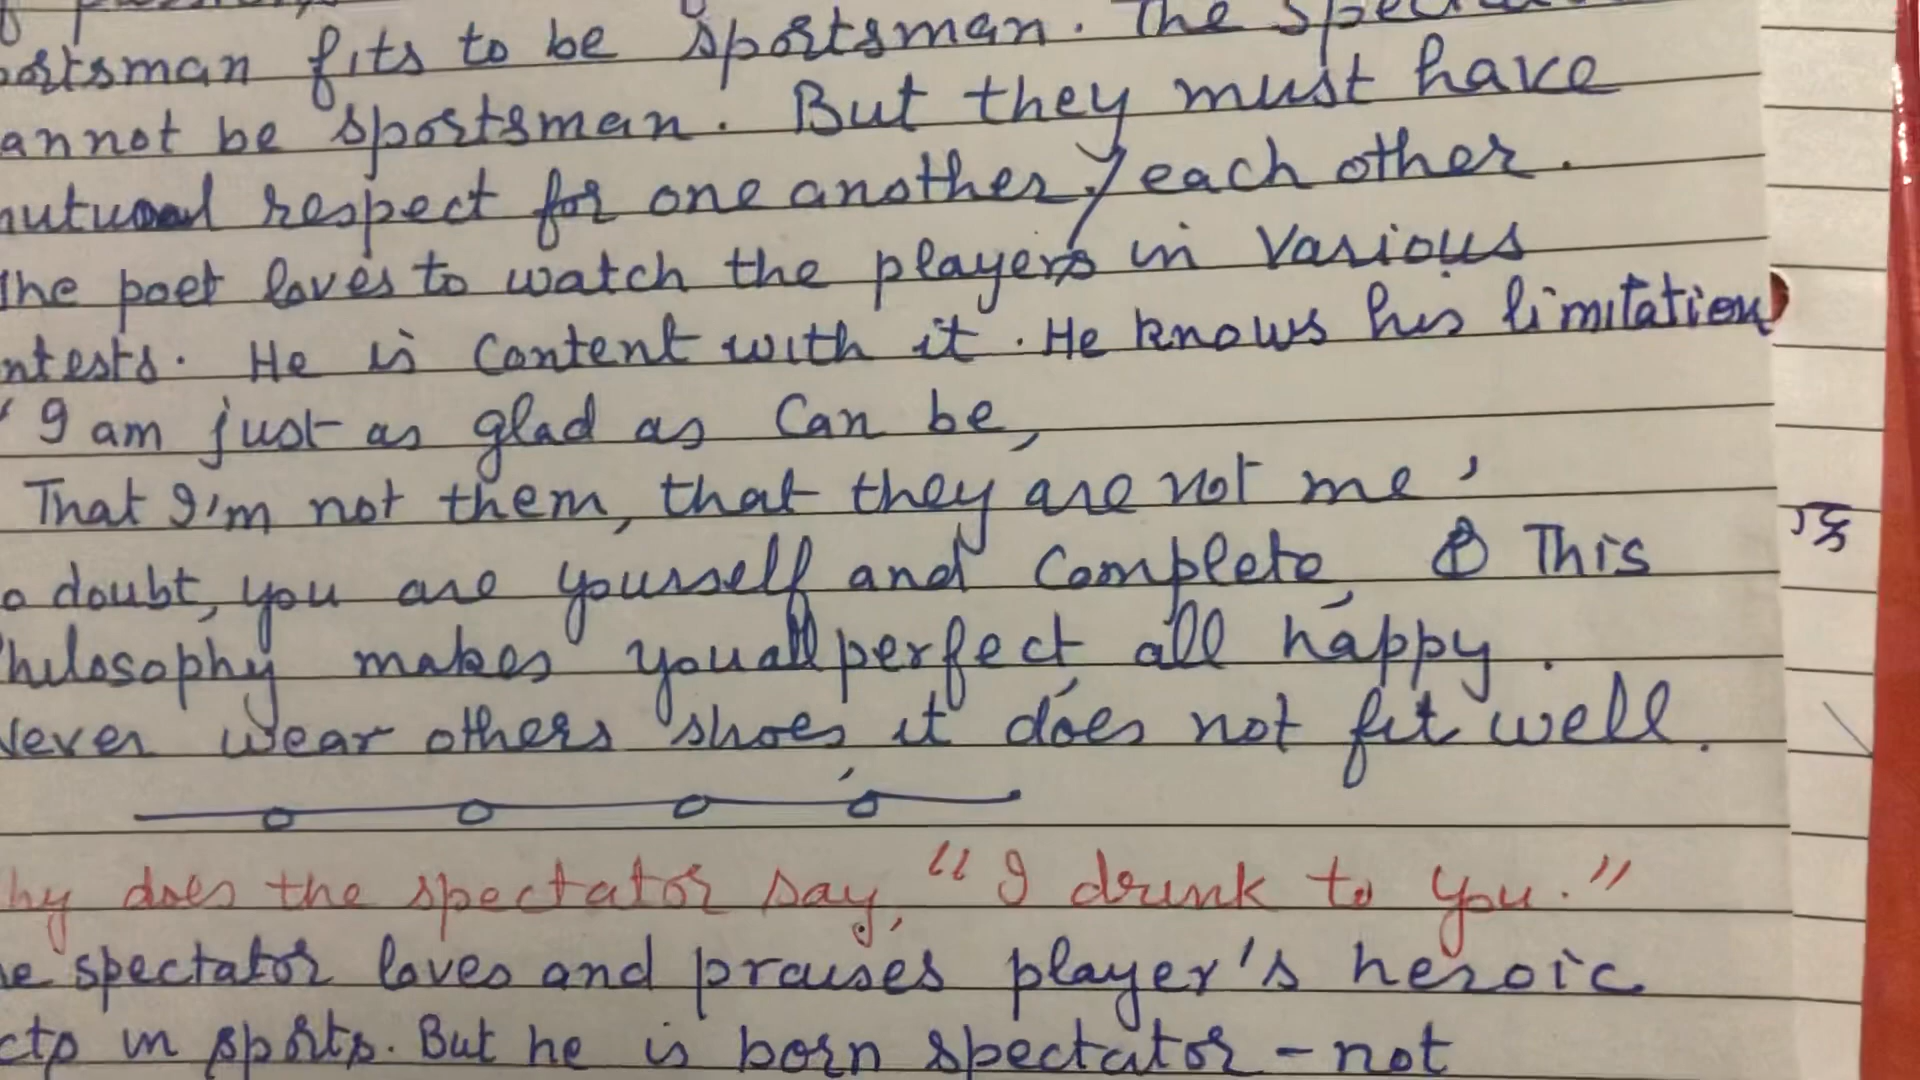 ortsman fits to be sportsman. The
annot be sportsman. But they must have
respect for one another / each other.
The poet loves to watch the players in various
ntests. He is content with it. He knows his limitation
' I am just as glad as can be,
That I'm not them, that they are not me '
o doubt, you are yourself and complete, This
hilosophy makes you all perfect, all happy.
Never wear others shoes, it does not fit well.
hy does the spectator say, "I drink to you."
e spectator loves and praises player's heroic
cts in sports. But he is born spectator - not